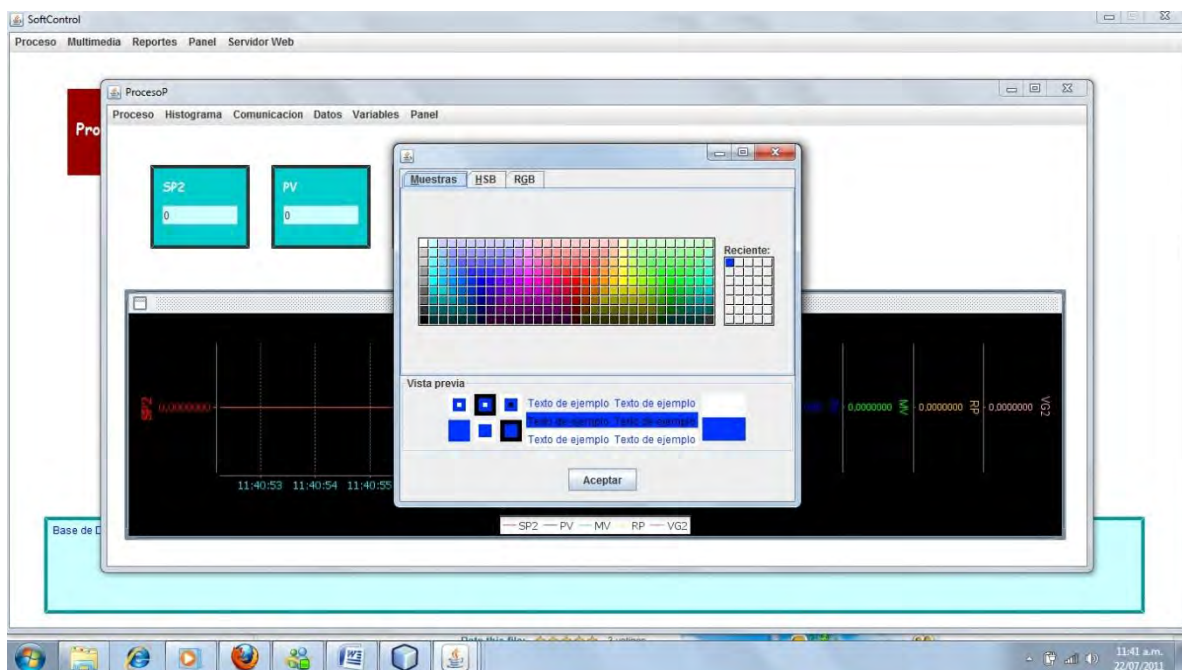 SoftControl
Proceso Multimedia Reportes Panel Servidor Web
Pro
ProcesoP
Proceso Histograma Comunicacion Datos Variables Panel
SP2
0
PV
0
Muestras HSB RGB
Reciente:
Vista previa
Texto de ejemplo Texto de ejemplo
Texto de ejemplo Texto de ejemplo
Texto de ejemplo Texto de ejemplo
Aceptar
SP2 0,0000000
0,0000000 MV 0,0000000 RP 0,0000000 VG2
11:40:53 11:40:54 11:40:55
SP2 PV MV RP VG2
Base de D
11:41 a.m.
22/07/2011